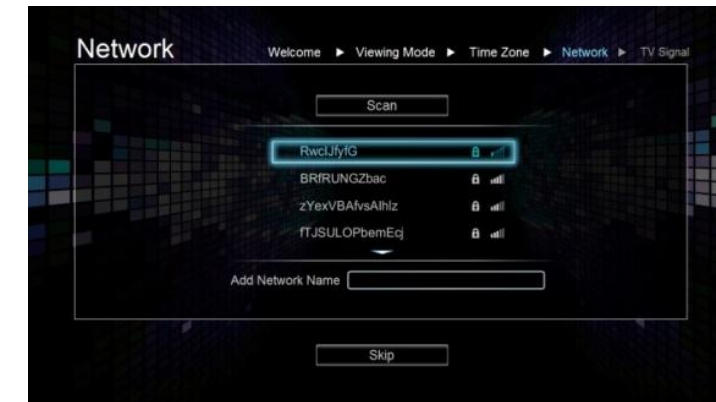 Network
Welcome ▶ Viewing Mode ▶ Time Zone ▶ Network ▶ TV Signal
Scan
RwclJfyfG
BRfRUNGZbac
zYexVBAfvsAlhlz
fTJSULOPbemEcj
Add Network Name
Skip